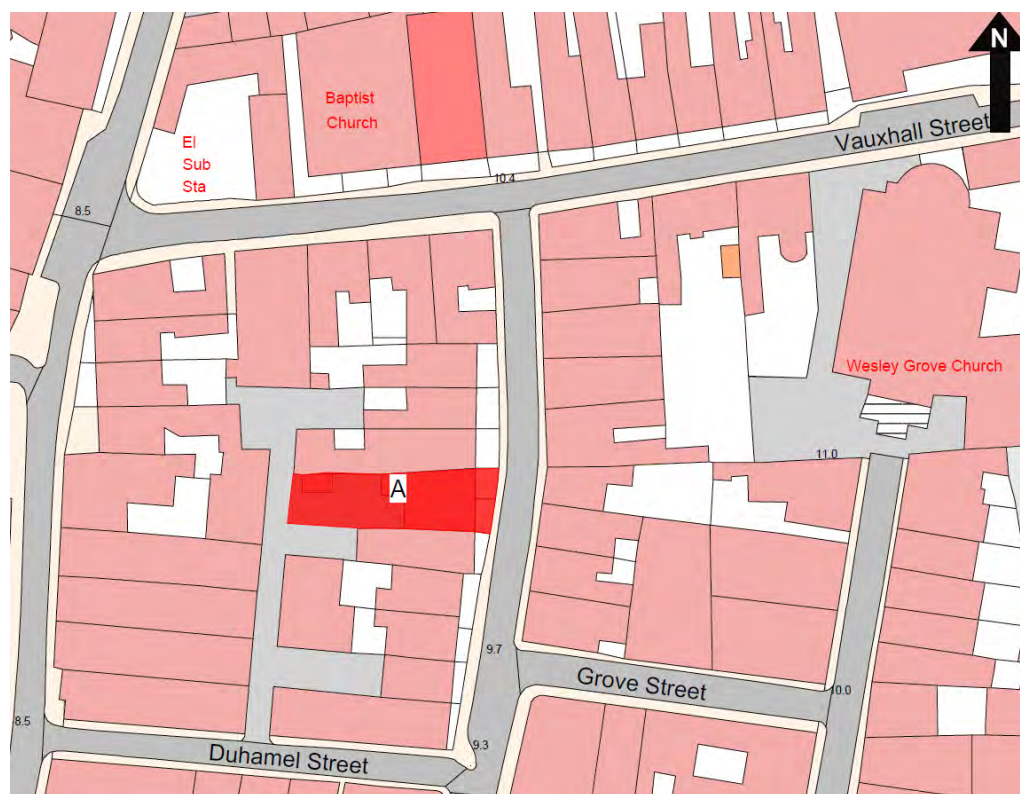 N
Baptist
Church
El
Sub
Sta
Vauxhall Street
10.4
8.5
Wesley Grove Church
11.0
A
9.7
Grove Street
10.0
8.5
9.3
Duhamel Street